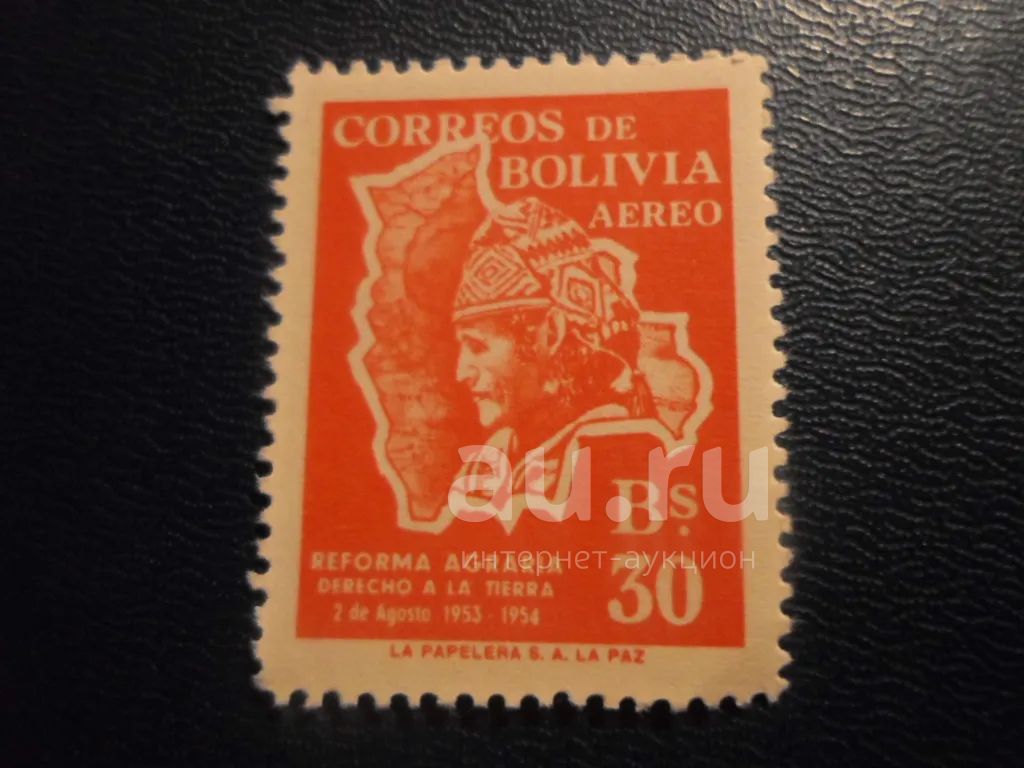 CORREOS DE
BOLIVIA
AEREO
au.ru
интернет-аукцион
Bs.
30
REFORMA AGRARIA
DERECHO A LA TIERRA
2 de Agosto 1953 - 1954
LA PAPELERA S. A. LA PAZ